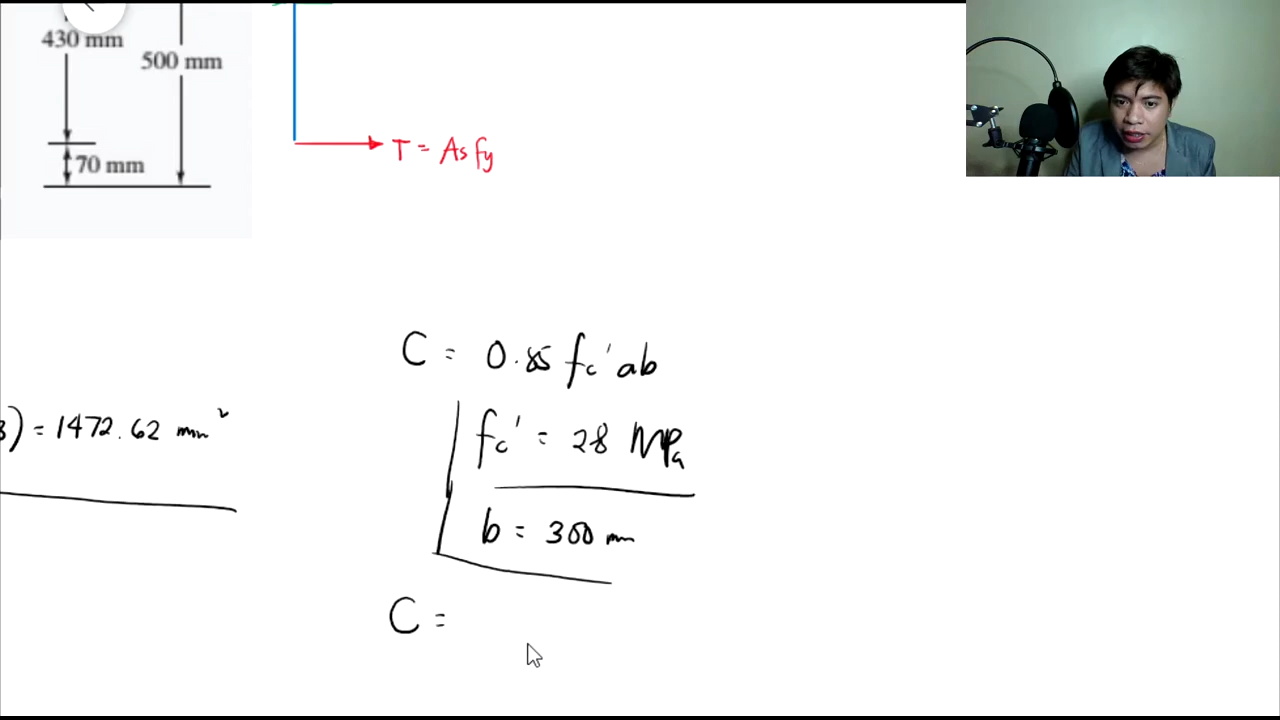 430 mm
500 mm
70 mm
T = As fy
C = 0.85 fc' ab
) = 1472.62 mm²
fc' = 28 MPa
b = 300 mm
C =